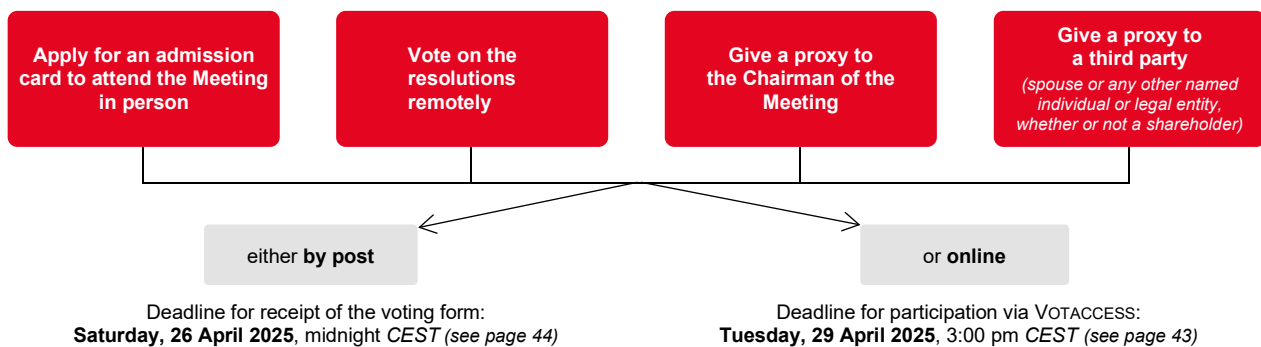 Apply for an admission
card to attend the Meeting
in person
Vote on the
resolutions
remotely
Give a proxy to
the Chairman of the
Meeting
Give a proxy to
a third party
(spouse or any other named
individual or legal entity,
whether or not a shareholder)
either by post
or online
Deadline for receipt of the voting form:
Saturday, 26 April 2025, midnight CEST (see page 44)
Deadline for participation via VOTACCESS:
Tuesday, 29 April 2025, 3:00 pm CEST (see page 43)